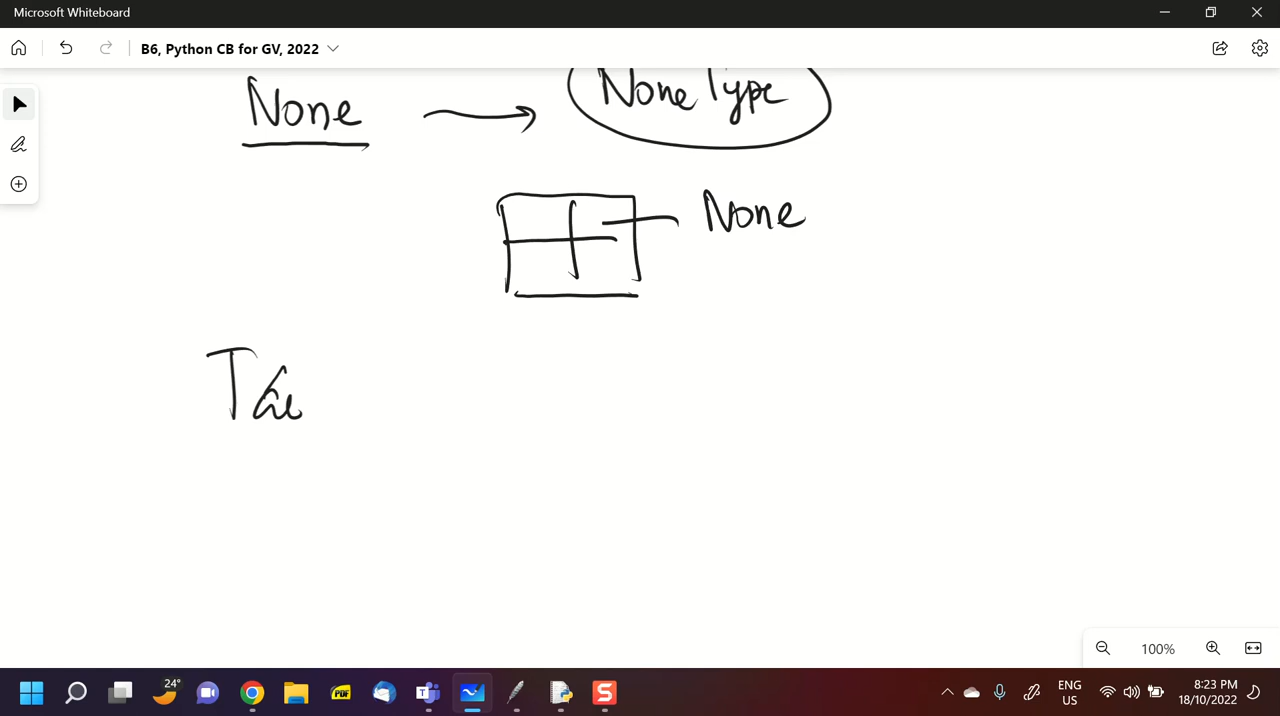 Microsoft Whiteboard
B6, Python CB for GV, 2022
None NoneType
None
100%
24°
PDF
S
ENG
US
8:23 PM
18/10/2022